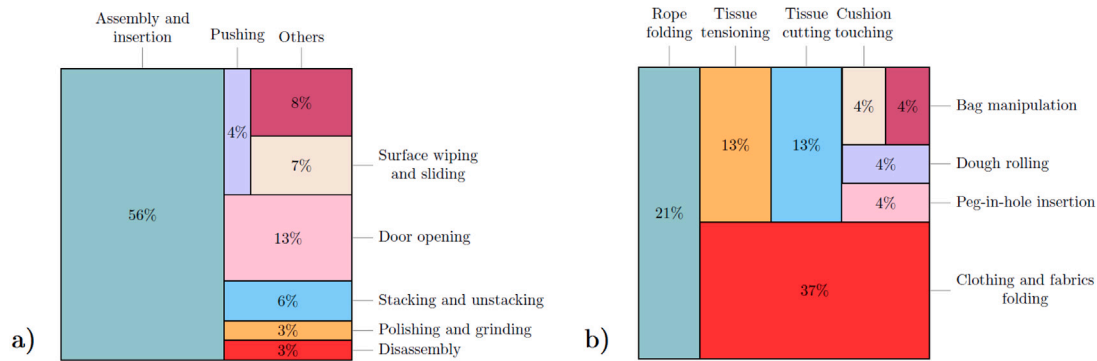 Assembly and
insertion
Pushing
Others
56%
4%
8%
7%
Surface wiping
and sliding
13%
Door opening
6%
Stacking and unstacking
3%
Polishing and grinding
3%
Disassembly
a)
Rope
folding
Tissue
tensioning
Tissue
cutting
Cushion
touching
21%
13%
13%
4%
4%
Bag manipulation
4%
Dough rolling
4%
Peg-in-hole insertion
37%
Clothing and fabrics
folding
b)